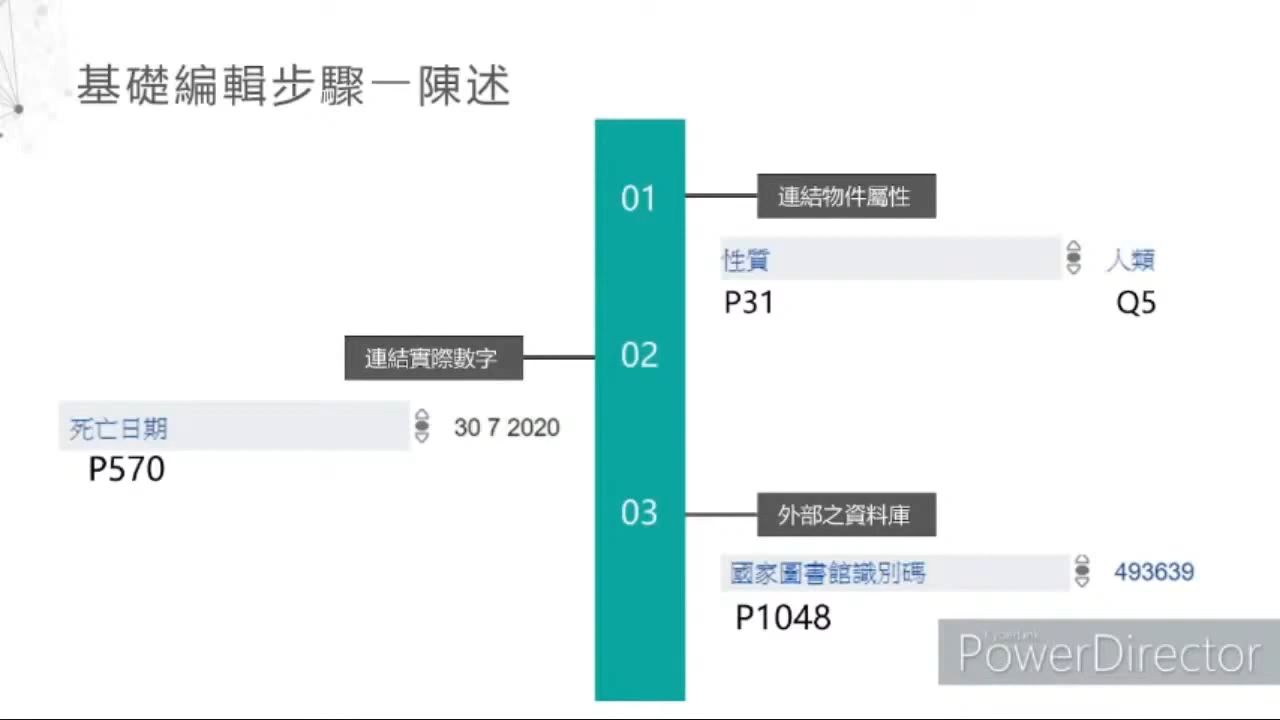 基礎編輯步驟—陳述
01
連結物件屬性
性質
人類
P31
Q5
02
連結實際數字
死亡日期
30 7 2020
P570
03
外部之資料庫
國家圖書館識別碼
493639
P1048
CyberLink
PowerDirector